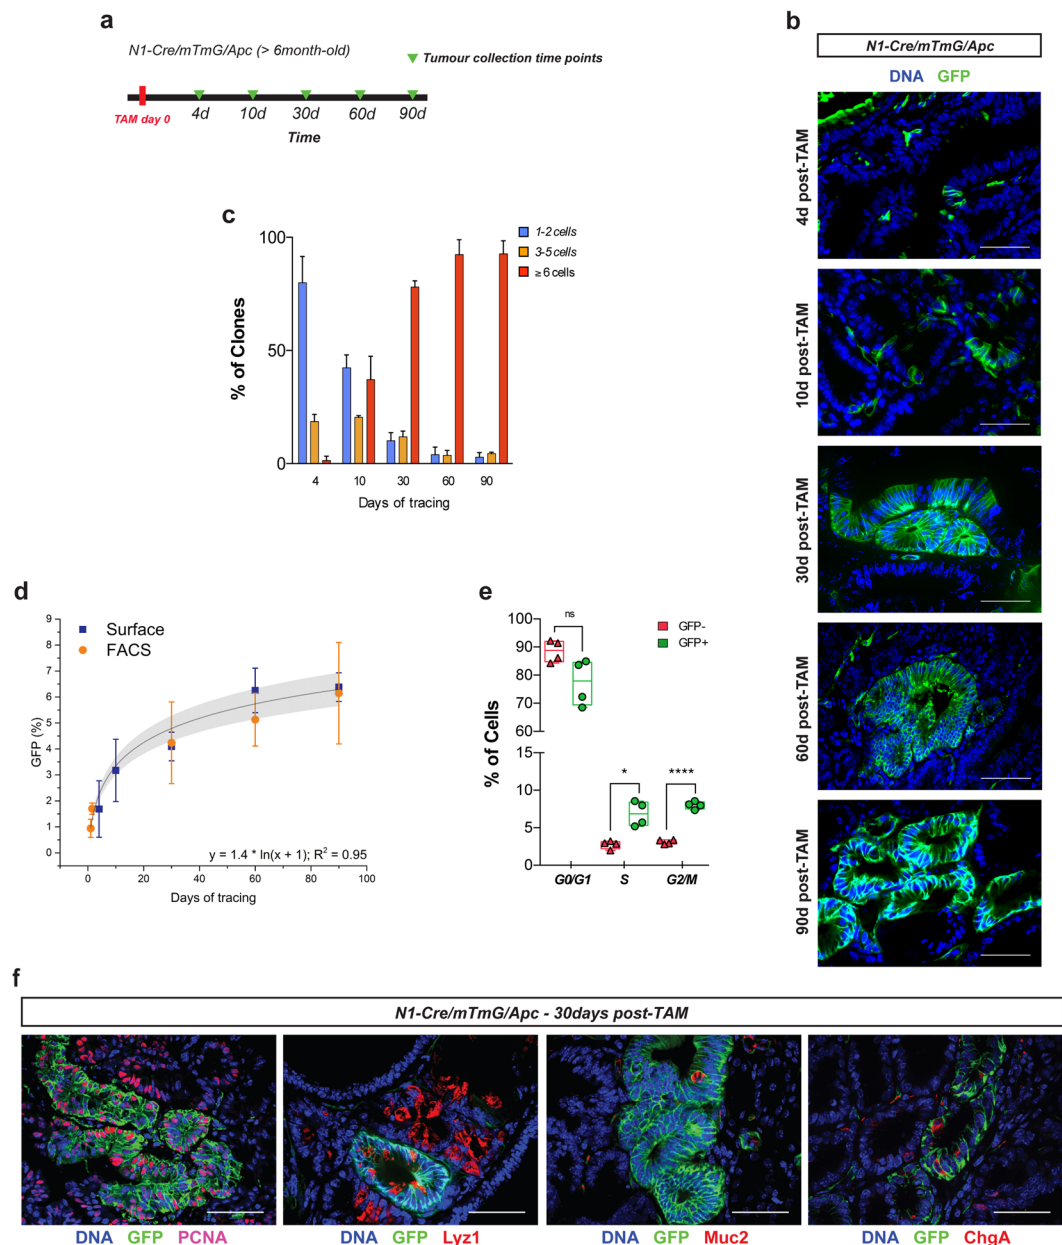 a
N1-Cre/mTmG/Apc (> 6month-old)
Tumour collection time points
TAM day 0
4d
10d
30d
60d
90d
Time
b
N1-Cre/mTmG/Apc
DNA GFP
4d post-TAM
10d post-TAM
30d post-TAM
60d post-TAM
90d post-TAM
c
100
50
0
% of Clones
1-2 cells
3-5 cells
≥ 6 cells
4 10 30 60 90
Days of tracing
d
Surface
FACS
9
8
7
6
5
4
3
2
1
0
GFP (%)
y = 1.4 * ln(x + 1); R² = 0.95
0 20 40 60 80 100
Days of tracing
e
100
90
80
70
60
15
10
5
0
% of Cells
ns
*
****
GFP-
GFP+
G0/G1 S G2/M
f
N1-Cre/mTmG/Apc - 30days post-TAM
DNA GFP PCNA
DNA GFP Lyz1
DNA GFP Muc2
DNA GFP ChgA